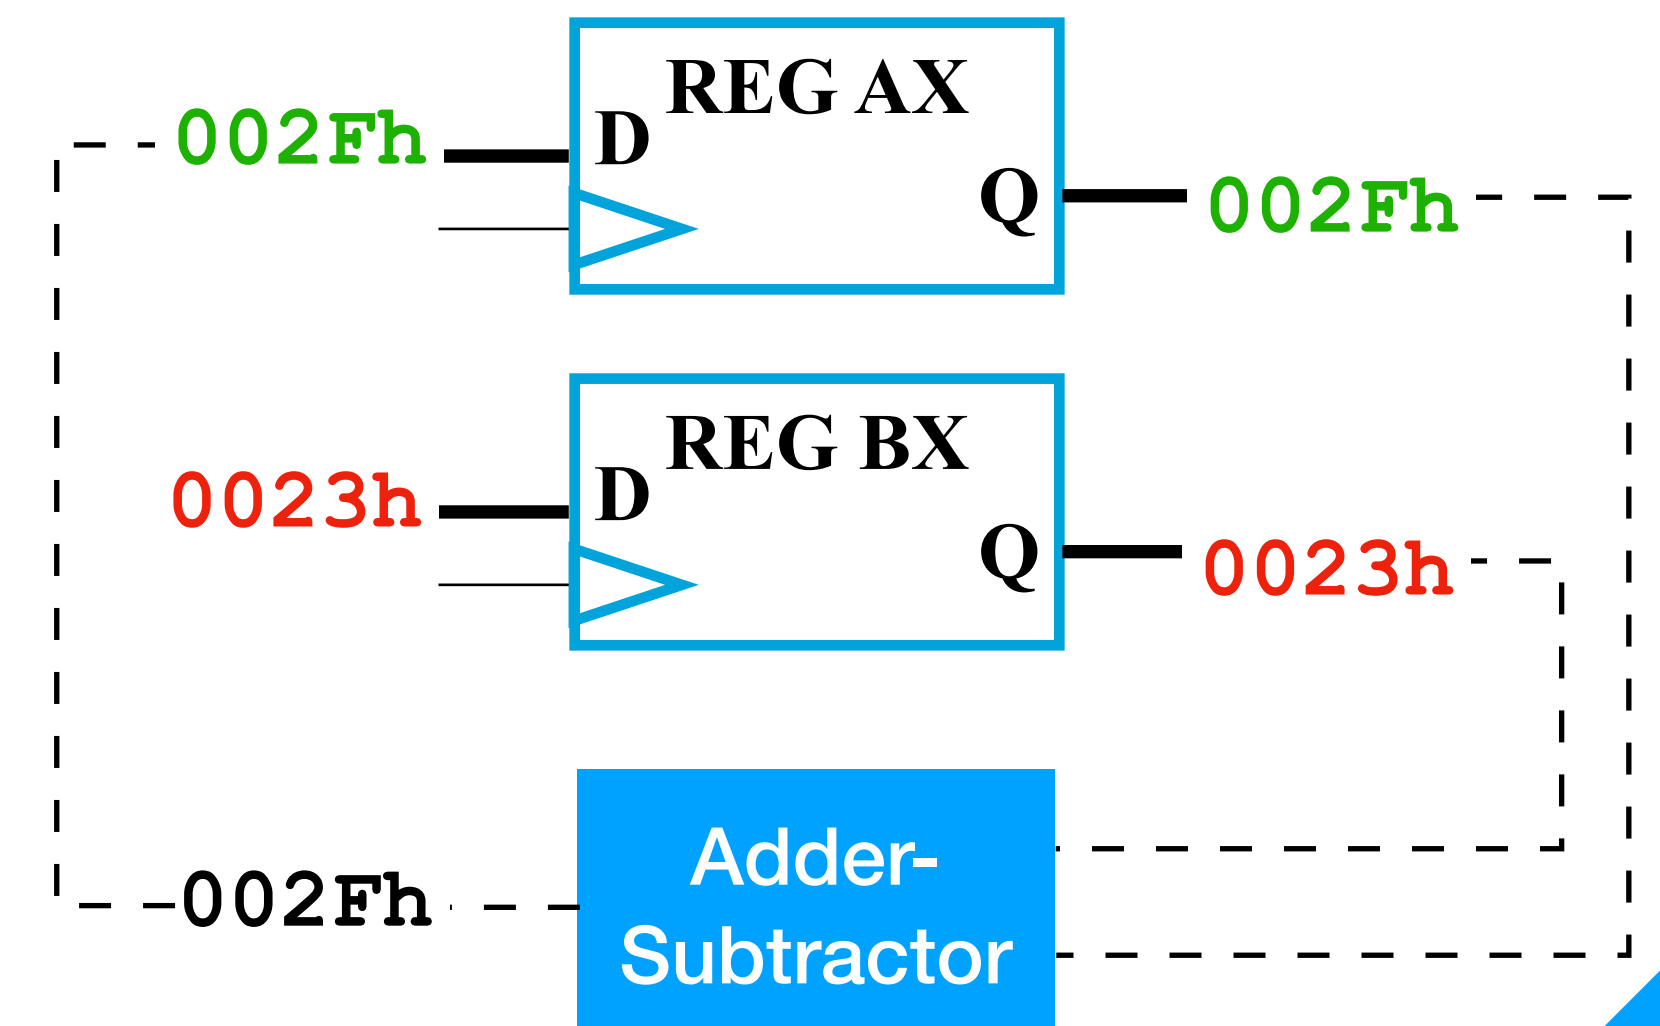 REG AX
002Fh
D
Q
002Fh
REG BX
0023h
D
Q
0023h
Adder-
Subtractor
002Fh